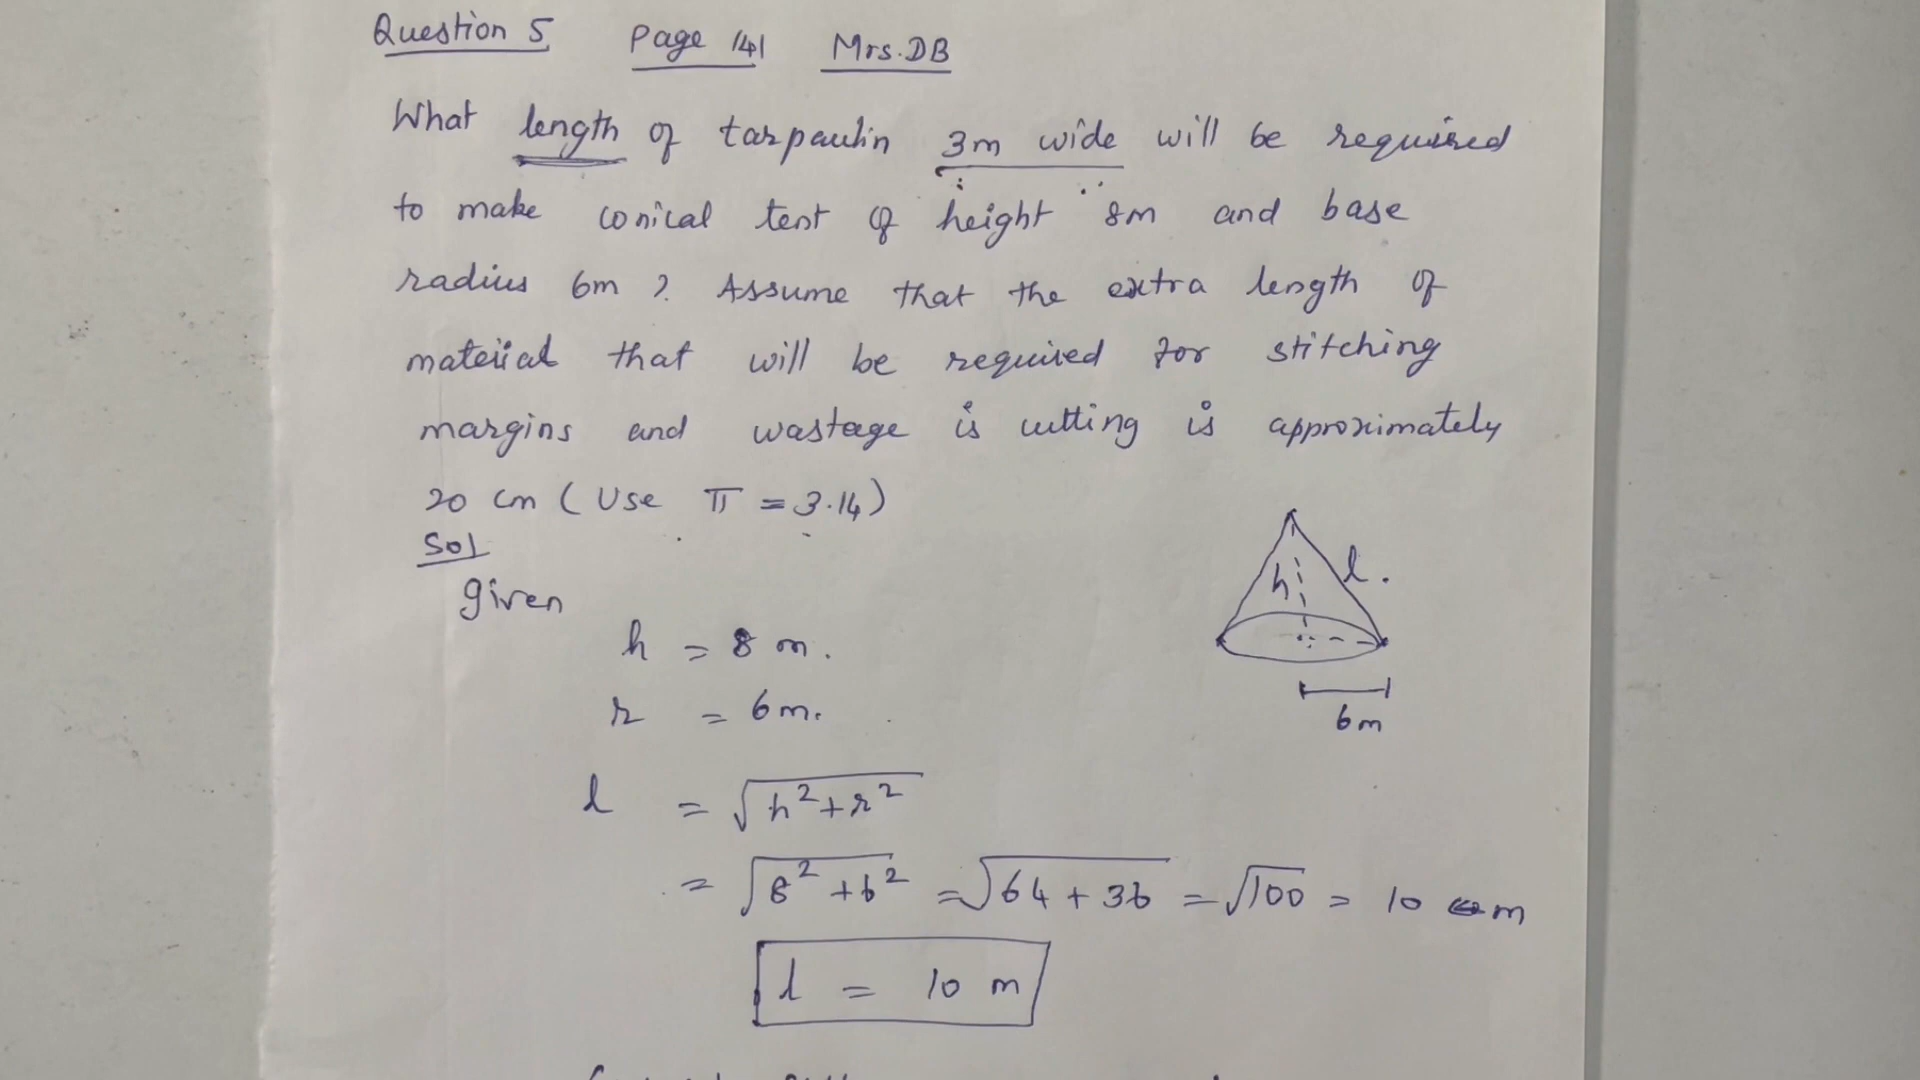 Question 5 Page 141 Mrs.DB
What length of tarpaulin 3m wide will be required
to make conical tent of height 8m and base
radius 6m ? Assume that the extra length of
material that will be required for stitching
margins and wastage is cutting is approximately
20 cm (Use π = 3.14)
Sol
given
h = 8 m.
r = 6m.
h l.
6m
l = √h²+r²
= √8²+6² = √64+36 = √100 = 10 m
l = 10 m